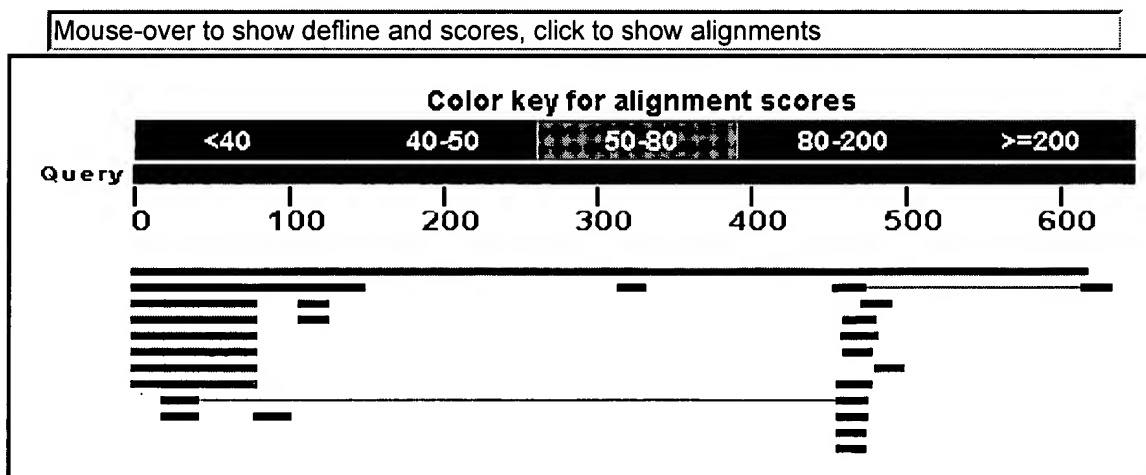 Mouse-over to show defline and scores, click to show alignments
Color key for alignment scores
<40 40-50 50-80 80-200 >=200
Query
0 100 200 300 400 500 600